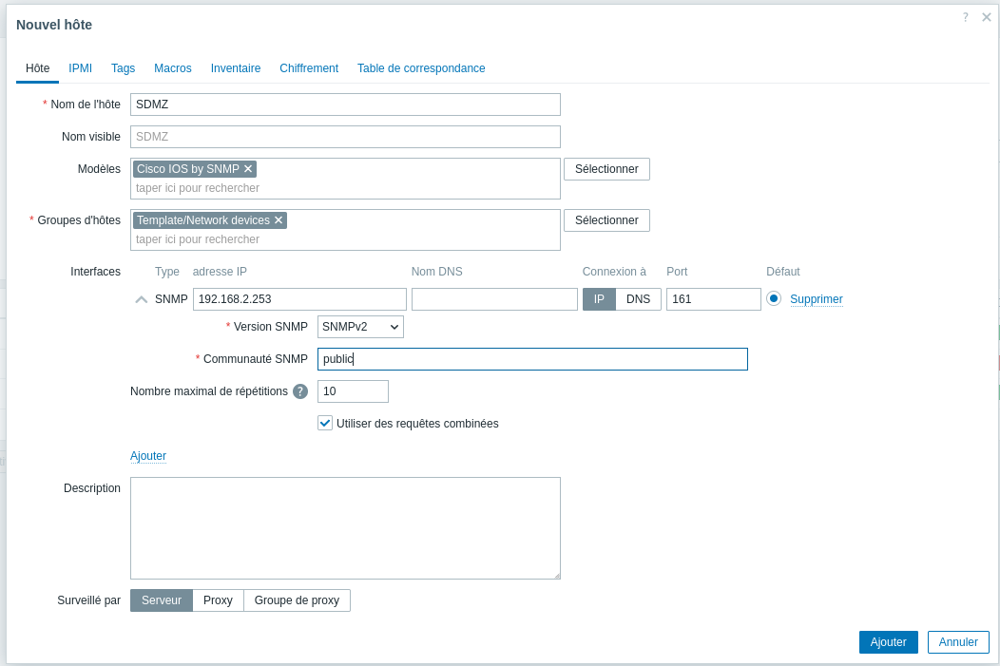 Nouvel hôte
?
Hôte IPMI Tags Macros Inventaire Chiffrement Table de correspondance
* Nom de l'hôte SDMZ
Nom visible SDMZ
Modèles Cisco IOS by SNMP Sélectionner
taper ici pour rechercher
* Groupes d'hôtes Template/Network devices Sélectionner
taper ici pour rechercher
Interfaces Type adresse IP Nom DNS Connexion à Port Défaut
SNMP 192.168.2.253 IP DNS 161 Supprimer
* Version SNMP SNMPv2
* Communauté SNMP public
Nombre maximal de répétitions ? 10
Utiliser des requêtes combinées
Ajouter
Description
Surveillé par Serveur Proxy Groupe de proxy
Ajouter Annuler